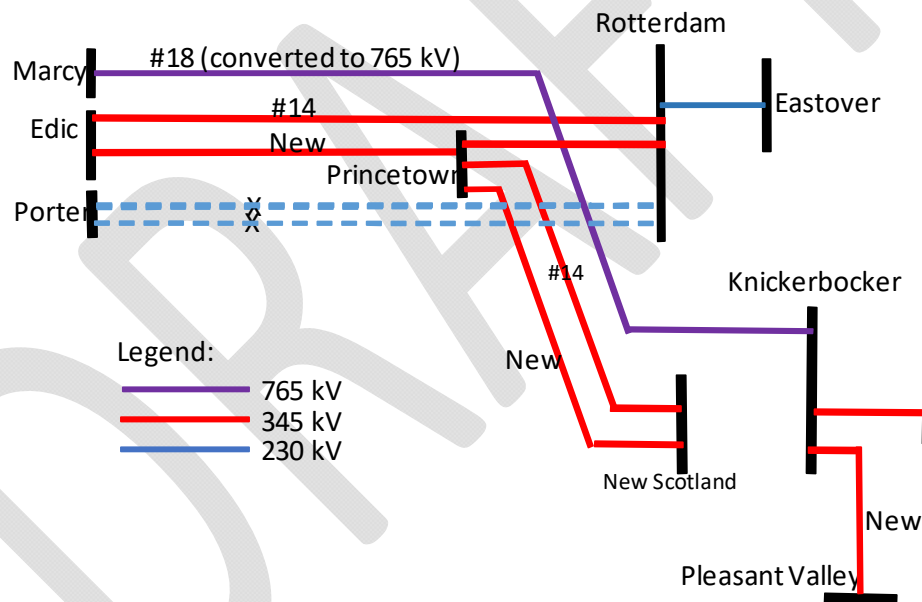 Rotterdam
#18 (converted to 765 kV)
Marcy
Eastover
#14
Edic
New
Princetown
Porter
X
X
#14
Knickerbocker
Legend:
New
765 kV
345 kV
230 kV
New Scotland
New
Pleasant Valley
DRAFT